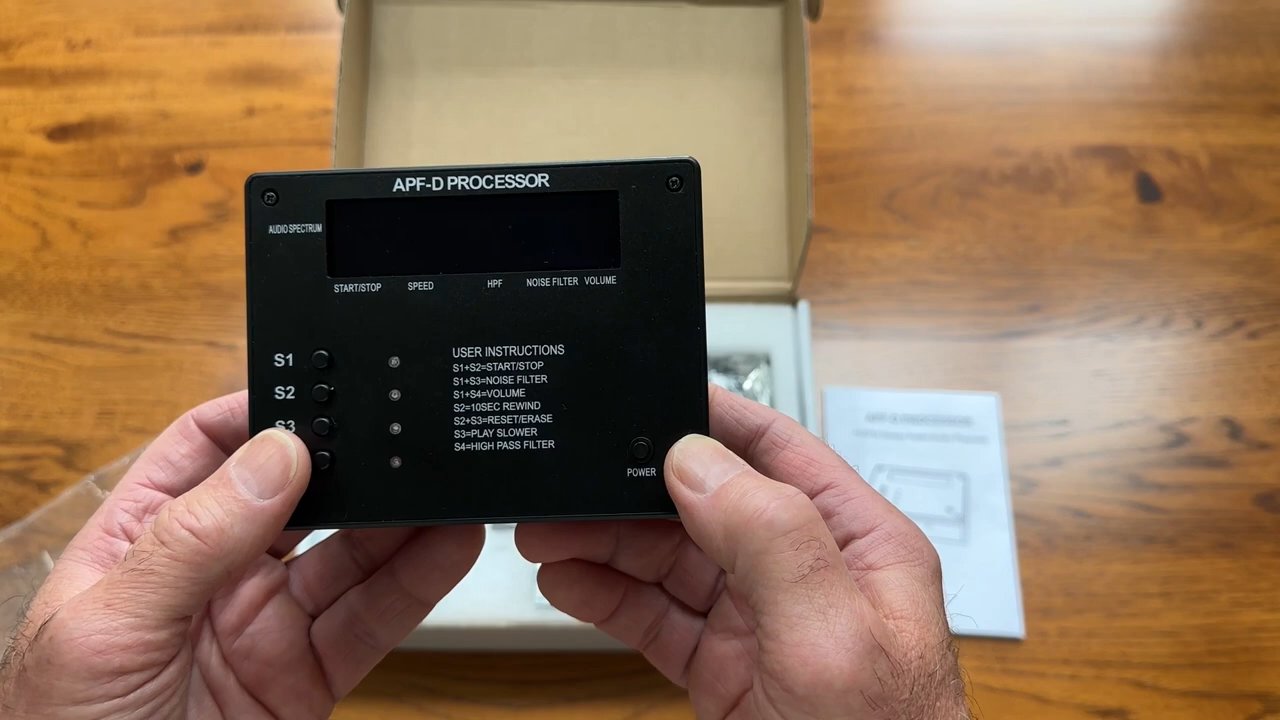 APF-D PROCESSOR
AUDIO SPECTRUM
START/STOP SPEED HPF NOISE FILTER VOLUME
S1
S2
S3
USER INSTRUCTIONS
S1+S2=START/STOP
S1+S3=NOISE FILTER
S1+S4=VOLUME
S2=10SEC REWIND
S2+S3=RESET/ERASE
S3=PLAY SLOWER
S4=HIGH PASS FILTER
POWER
APF-D PROCESSOR